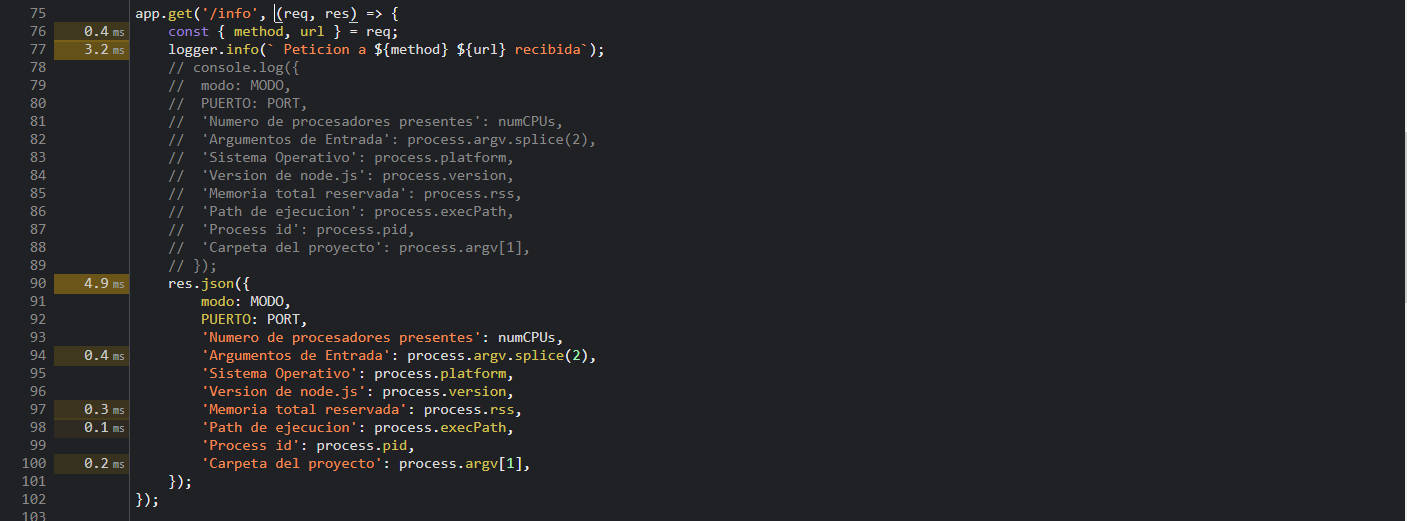 75 app.get('/info', (req, res) => {
76 0.4 ms const { method, url } = req;
77 3.2 ms logger.info(` Peticion a ${method} ${url} recibida`);
78 // console.log({
79 //  modo: MODO,
80 //  PUERTO: PORT,
81 //  'Numero de procesadores presentes': numCPUs,
82 //  'Argumentos de Entrada': process.argv.splice(2),
83 //  'Sistema Operativo': process.platform,
84 //  'Version de node.js': process.version,
85 //  'Memoria total reservada': process.rss,
86 //  'Path de ejecucion': process.execPath,
87 //  'Process id': process.pid,
88 //  'Carpeta del proyecto': process.argv[1],
89 // });
90 4.9 ms res.json({
91 modo: MODO,
92 PUERTO: PORT,
93 'Numero de procesadores presentes': numCPUs,
94 0.4 ms 'Argumentos de Entrada': process.argv.splice(2),
95 'Sistema Operativo': process.platform,
96 'Version de node.js': process.version,
97 0.3 ms 'Memoria total reservada': process.rss,
98 0.1 ms 'Path de ejecucion': process.execPath,
99 'Process id': process.pid,
100 0.2 ms 'Carpeta del proyecto': process.argv[1],
101 });
102 });
103